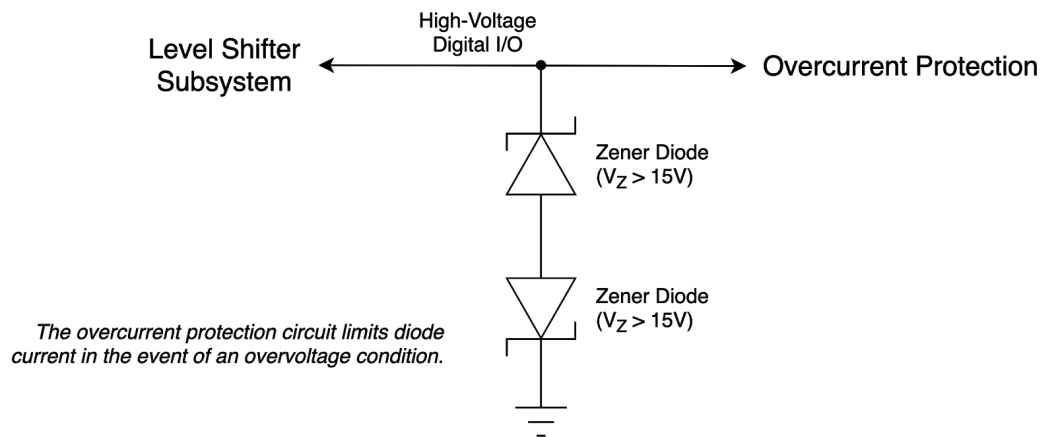 High-Voltage
Digital I/O
Level Shifter
Subsystem
Overcurrent Protection
Zener Diode
(VZ > 15V)
Zener Diode
(VZ > 15V)
The overcurrent protection circuit limits diode
current in the event of an overvoltage condition.